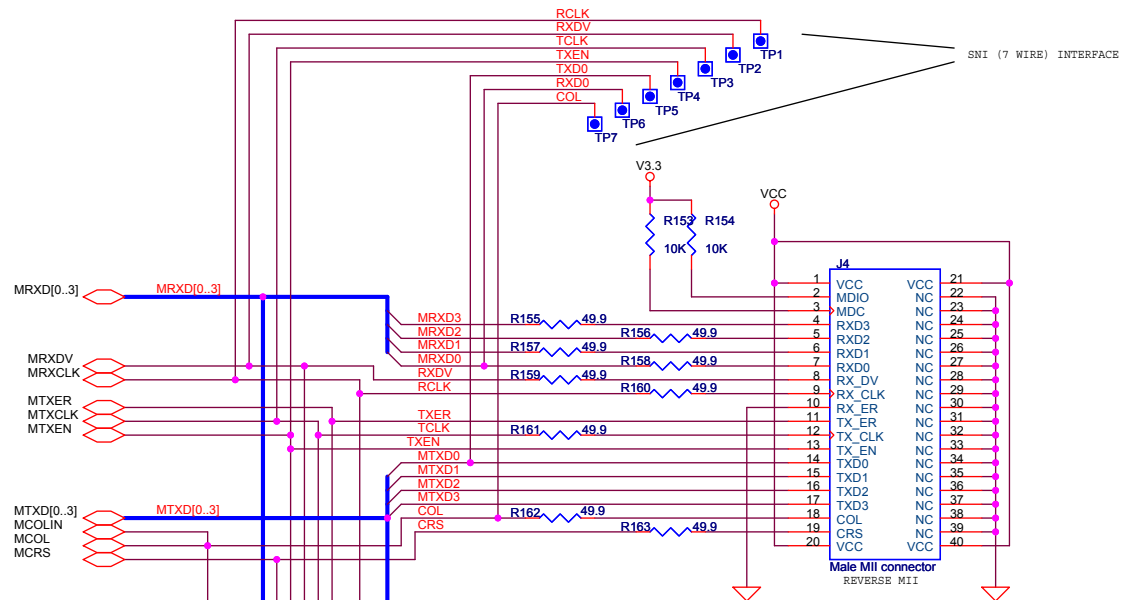 RCLK
RXDV
TCLK
TXEN
TXD0
RXD0
COL
TP1
TP2
TP3
TP4
TP5
TP6
TP7
SNI (7 WIRE) INTERFACE
V3.3
R153 R154
10K 10K
VCC
J4
MRXD[0..3] MRXD[0..3]
MRXDV
MRXCLK
MTXER
MTXCLK
MTXEN
MTXD[0..3] MTXD[0..3]
MCOLIN
MCOL
MCRS
MRXD3 R155 49.9
MRXD2 R156 49.9
MRXD1 R157 49.9
MRXD0 R158 49.9
RXDV R159 49.9
RCLK R160 49.9
TXER
TCLK R161 49.9
TXEN
MTXD0
MTXD1
MTXD2
MTXD3
COL R162 49.9
CRS R163 49.9
1 VCC VCC 21
2 MDIO NC 22
3 MDC NC 23
4 RXD3 NC 24
5 RXD2 NC 25
6 RXD1 NC 26
7 RXD0 NC 27
8 RX_DV NC 28
9 RX_CLK NC 29
10 RX_ER NC 30
11 TX_ER NC 31
12 TX_CLK NC 32
13 TX_EN NC 33
14 TXD0 NC 34
15 TXD1 NC 35
16 TXD2 NC 36
17 TXD3 NC 37
18 COL NC 38
19 CRS NC 39
20 VCC VCC 40
Male MII connector
REVERSE MII